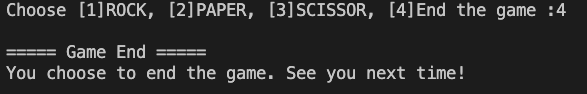 Choose [1]ROCK, [2]PAPER, [3]SCISSOR, [4]End the game :4
===== Game End =====
You choose to end the game. See you next time!